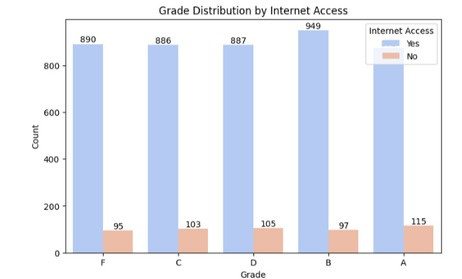 Grade Distribution by Internet Access
Internet Access
Yes
No
890
886
887
949
95
103
105
97
115
Count
800
600
400
200
0
F
C
D
B
A
Grade